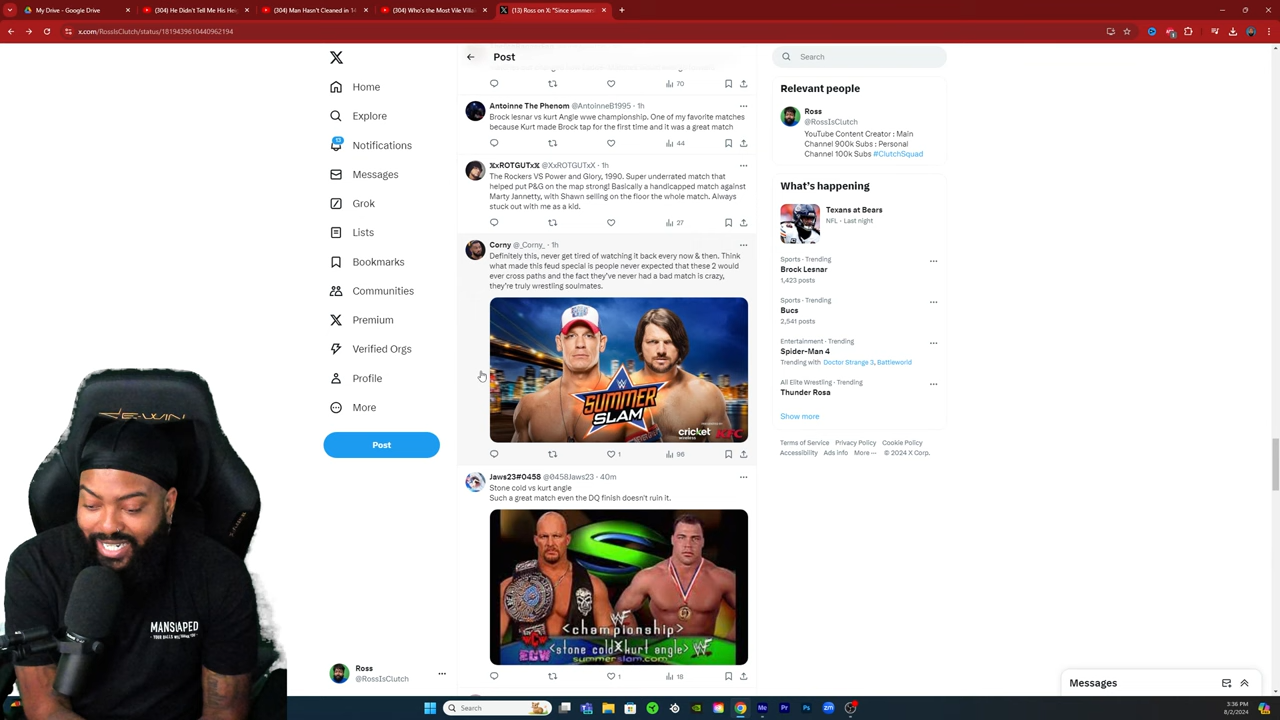 My Drive - Google Drive
(304) He Didn't Tell Me His He
(304) Man Hasn't Cleaned in 14
(304) Who's the Most Vile Villa
(13) Ross on X: "Since summer
x.com/RossIsClutch/status/1819439610440962194
Post
Search
Home
Explore
13
Notifications
Messages
Grok
Lists
Bookmarks
Communities
Premium
Verified Orgs
Profile
More
Post
Ross
@RossIsClutch
70
Antoinne The Phenom @AntoinneB1995 · 1h
Brock lesnar vs kurt Angle wwe championship. One of my favorite matches
because Kurt made Brock tap for the first time and it was a great match
44
XxROTGUTxX @XxROTGUTxX · 1h
The Rockers VS Power and Glory, 1990. Super underrated match that
helped put P&G on the map strong! Basically a handicapped match against
Marty Jannetty, with Shawn selling on the floor the whole match. Always
stuck out with me as a kid.
27
Corny @_Corny_ · 1h
Definitely this, never get tired of watching it back every now & then. Think
what made this feud special is people never expected that these 2 would
ever cross paths and the fact they've never had a bad match is crazy,
they're truly wrestling soulmates.
SUMMER
SLAM
cricket
wireless
KFC
1
96
Jaws23#0458 @0458Jaws23 · 40m
Stone cold vs kurt angle
Such a great match even the DQ finish doesn't ruin it.
WCW
ECW
WF
<championship>
<stone cold X kurt angle>
WF
summerslam.com
1
18
Relevant people
Ross
@RossIsClutch
YouTube Content Creator : Main
Channel 900k Subs : Personal
Channel 100k Subs #ClutchSquad
What's happening
Texans at Bears
NFL · Last night
Sports · Trending
Brock Lesnar
1,423 posts
Sports · Trending
Bucs
2,541 posts
Entertainment · Trending
Spider-Man 4
Trending with Doctor Strange 3, Battleworld
All Elite Wrestling · Trending
Thunder Rosa
Show more
Terms of Service Privacy Policy Cookie Policy
Accessibility Ads info More ··· © 2024 X Corp.
Messages
E-WIN
MANSCAPED
Search
3:36 PM
8/2/2024